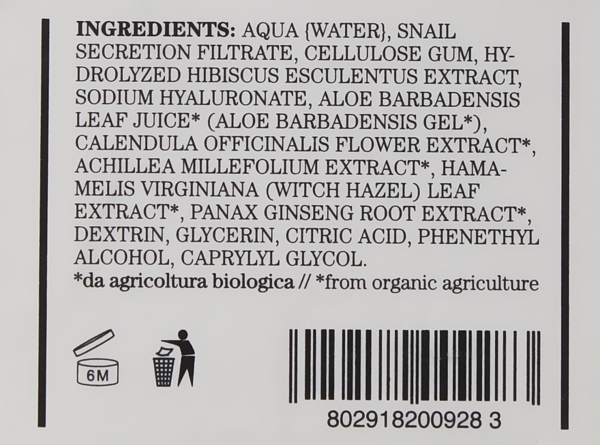 INGREDIENTS: AQUA {WATER}, SNAIL
SECRETION FILTRATE, CELLULOSE GUM, HY-
DROLYZED HIBISCUS ESCULENTUS EXTRACT,
SODIUM HYALURONATE, ALOE BARBADENSIS
LEAF JUICE* (ALOE BARBADENSIS GEL*),
CALENDULA OFFICINALIS FLOWER EXTRACT*,
ACHILLEA MILLEFOLIUM EXTRACT*, HAMA-
MELIS VIRGINIANA (WITCH HAZEL) LEAF
EXTRACT*, PANAX GINSENG ROOT EXTRACT*,
DEXTRIN, GLYCERIN, CITRIC ACID, PHENETHYL
ALCOHOL, CAPRYLYL GLYCOL.
*da agricoltura biologica // *from organic agriculture
6M
802918200928 3